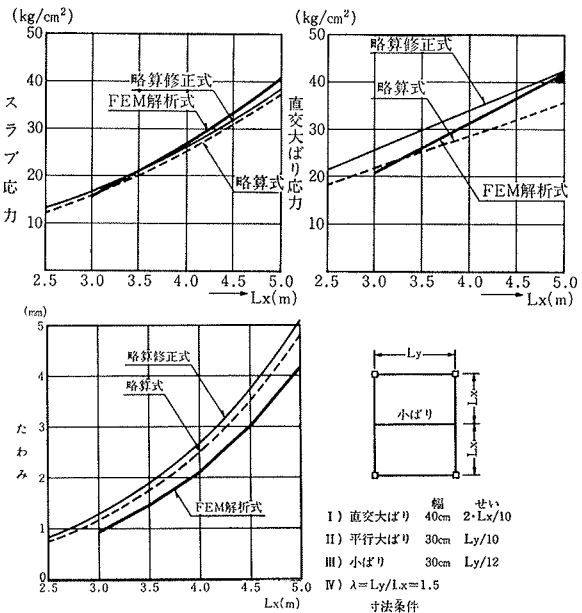 (kg/cm²)
50
40
30
20
10
スラブ応力
略算修正式
FEM解析式
略算式
2.5 3.0 3.5 4.0 4.5 5.0
Lx(m)
(kg/cm²)
50
40
30
20
10
直交大ばり応力
略算修正式
略算式
FEM解析式
2.5 3.0 3.5 4.0 4.5 5.0
Lx(m)
(mm)
5
4
3
2
1
0
たわみ
略算修正式
略算式
FEM解析式
2.5 3.0 3.5 4.0 4.5 5.0
Lx(m)
Ly
Lx
小ばり
Lx
幅 せい
Ⅰ) 直交大ばり 40cm 2・Lx/10
Ⅱ) 平行大ばり 30cm Ly/10
Ⅲ) 小ばり 30cm Ly/12
Ⅳ) λ=Ly/Lx=1.5
寸法条件